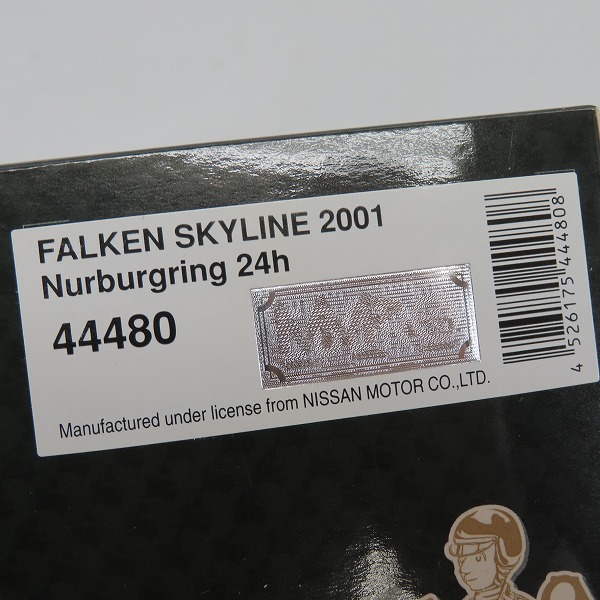 FALKEN SKYLINE 2001
Nurburgring 24h
44480
Manufactured under license from NISSAN MOTOR CO.,LTD.
4 526175 444808